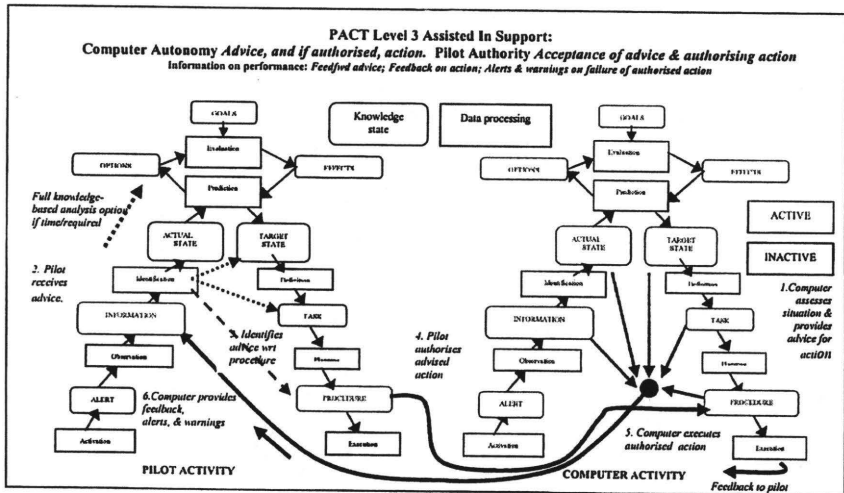 PACT Level 3 Assisted In Support:
Computer Autonomy Advice, and if authorised, action. Pilot Authority Acceptance of advice & authorising action
Information on performance: Feedfwd advice; Feedback on action; Alerts & warnings on failure of authorised action
GOALS
Evaluation
OPTIONS
EFFECTS
Prediction
Full knowledge-
based analysis option
if time/required
ACTUAL
STATE
TARGET
STATE
2. Pilot
receives
advice.
Identification
Definition
INFORMATION
TASK
3. Identifies
advice wrt
procedure
Observation
Planning
ALERT
PROCEDURE
6.Computer provides
feedback,
alerts, & warnings
Activation
Execution
PILOT ACTIVITY
Knowledge
state
Data processing
GOALS
Evaluation
OPTIONS
EFFECTS
Prediction
ACTIVE
INACTIVE
ACTUAL
STATE
TARGET
STATE
Identification
Definition
1.Computer
assesses
situation &
provides
advice for
action
INFORMATION
TASK
4. Pilot
authorises
advised
action
Observation
Planning
ALERT
PROCEDURE
5. Computer executes
authorised action
Activation
Execution
COMPUTER ACTIVITY
Feedback to pilot